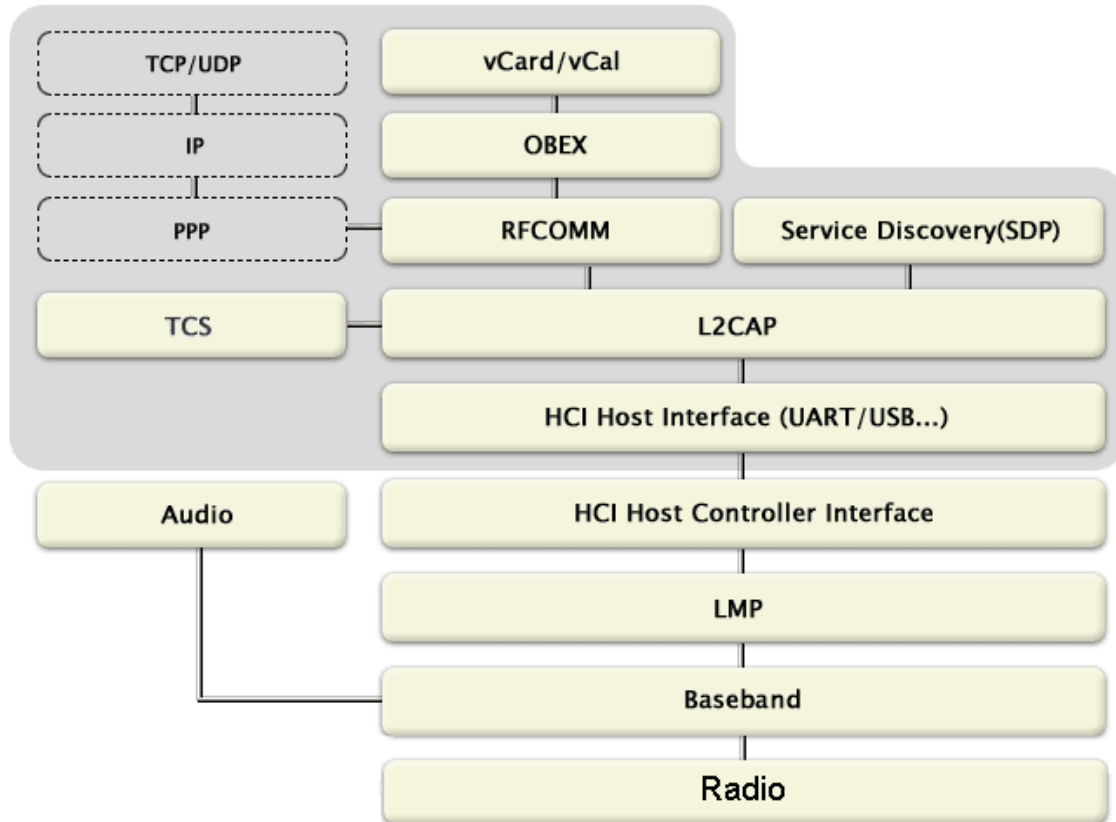 TCP/UDP
vCard/vCal
IP
OBEX
PPP
RFCOMM
Service Discovery(SDP)
TCS
L2CAP
HCI Host Interface (UART/USB...)
Audio
HCI Host Controller Interface
LMP
Baseband
Radio